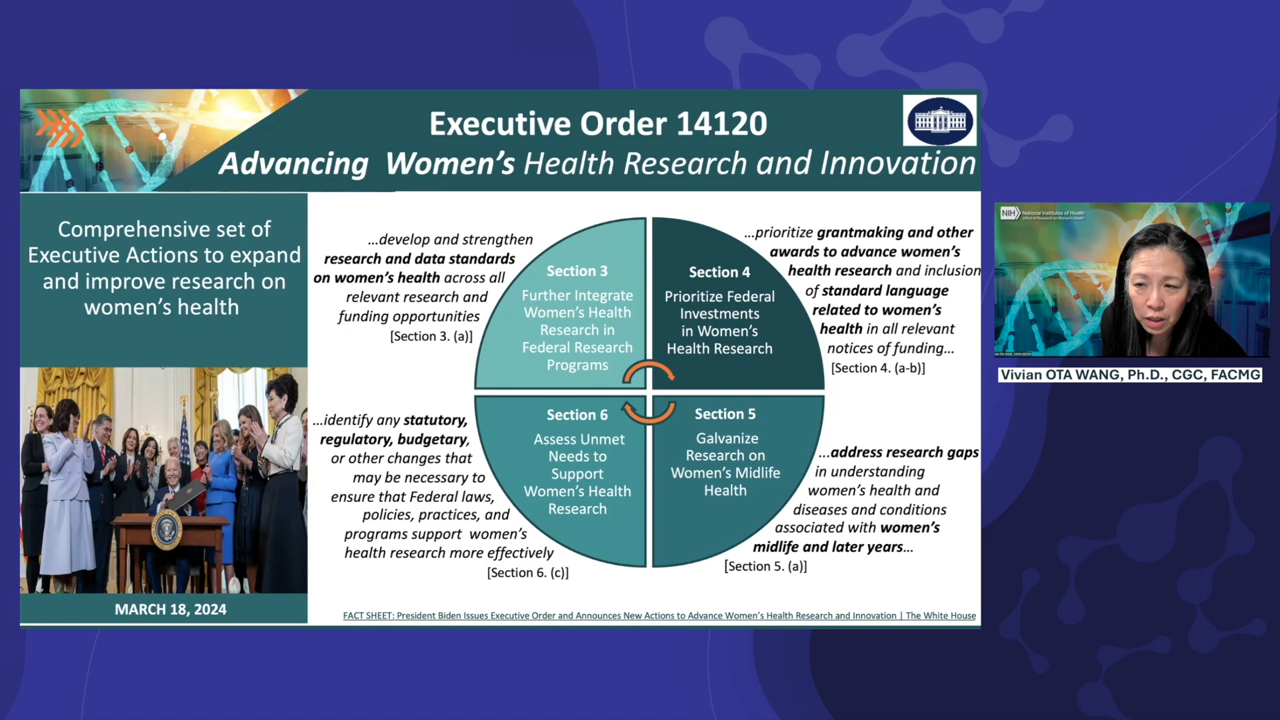 Executive Order 14120
Advancing Women's Health Research and Innovation
Comprehensive set of
Executive Actions to expand
and improve research on
women's health
MARCH 18, 2024
...develop and strengthen
research and data standards
on women's health across all
relevant research and
funding opportunities
[Section 3. (a)]
Section 3
Further Integrate
Women's Health
Research in
Federal Research
Programs
Section 4
Prioritize Federal
Investments
in Women's
Health Research
...prioritize grantmaking and other
awards to advance women's
health research and inclusion
of standard language
related to women's
health in all relevant
notices of funding...
[Section 4. (a-b)]
...identify any statutory,
regulatory, budgetary,
or other changes that
may be necessary to
ensure that Federal laws,
policies, practices, and
programs support women's
health research more effectively
[Section 6. (c)]
Section 6
Assess Unmet
Needs to
Support
Women's Health
Research
Section 5
Galvanize
Research on
Women's Midlife
Health
...address research gaps
in understanding
women's health and
diseases and conditions
associated with women's
midlife and later years...
[Section 5. (a)]
FACT SHEET: President Biden Issues Executive Order and Announces New Actions to Advance Women's Health Research and Innovation | The White House
NIH National Institutes of Health
Office of Research on Women's Health
Vivian OTA WANG, Ph.D., CGC, FACMG